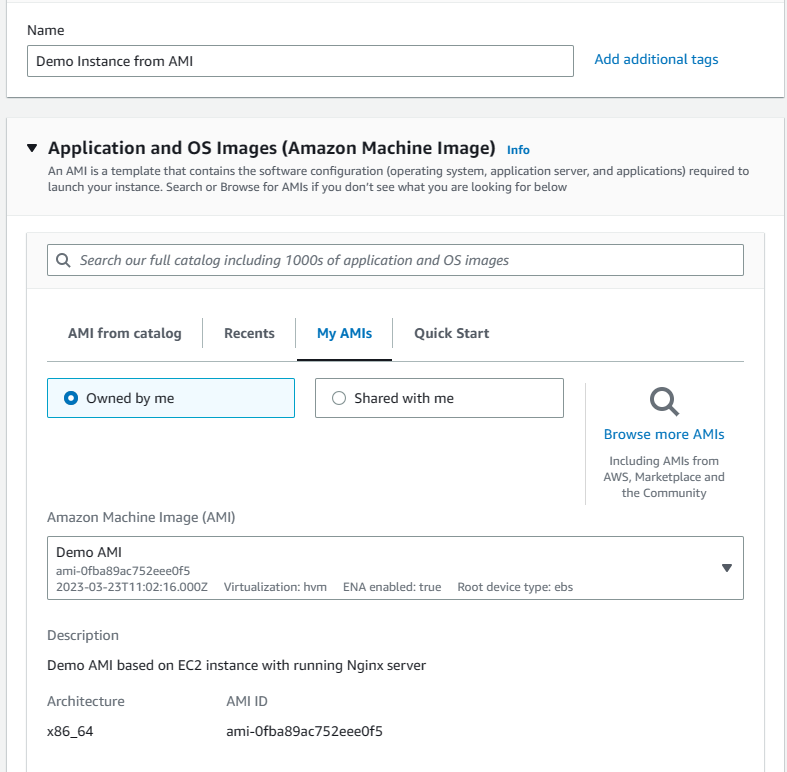 Name
Demo Instance from AMI
Add additional tags
Application and OS Images (Amazon Machine Image) Info
An AMI is a template that contains the software configuration (operating system, application server, and applications) required to
launch your instance. Search or Browse for AMIs if you don't see what you are looking for below
Search our full catalog including 1000s of application and OS images
AMI from catalog
Recents
My AMIs
Quick Start
Owned by me
Shared with me
Browse more AMIs
Including AMIs from
AWS, Marketplace and
the Community
Amazon Machine Image (AMI)
Demo AMI
ami-0fba89ac752eee0f5
2023-03-23T11:02:16.000Z Virtualization: hvm ENA enabled: true Root device type: ebs
Description
Demo AMI based on EC2 instance with running Nginx server
Architecture
AMI ID
x86_64
ami-0fba89ac752eee0f5